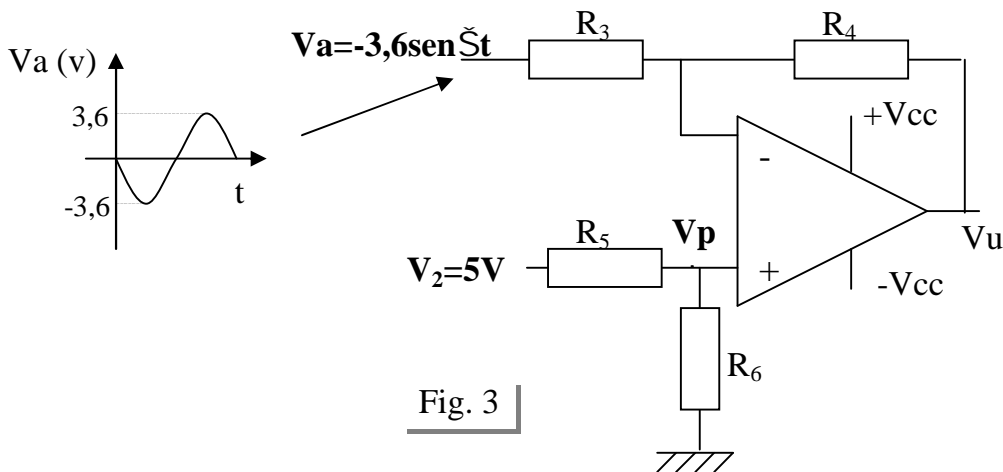 Va (v)
3,6
-3,6
t
Va=-3,6senŠt
R₃
R₄
+Vcc
-
+
-Vcc
Vu
R₅
Vp
V₂=5V
R₆
Fig. 3